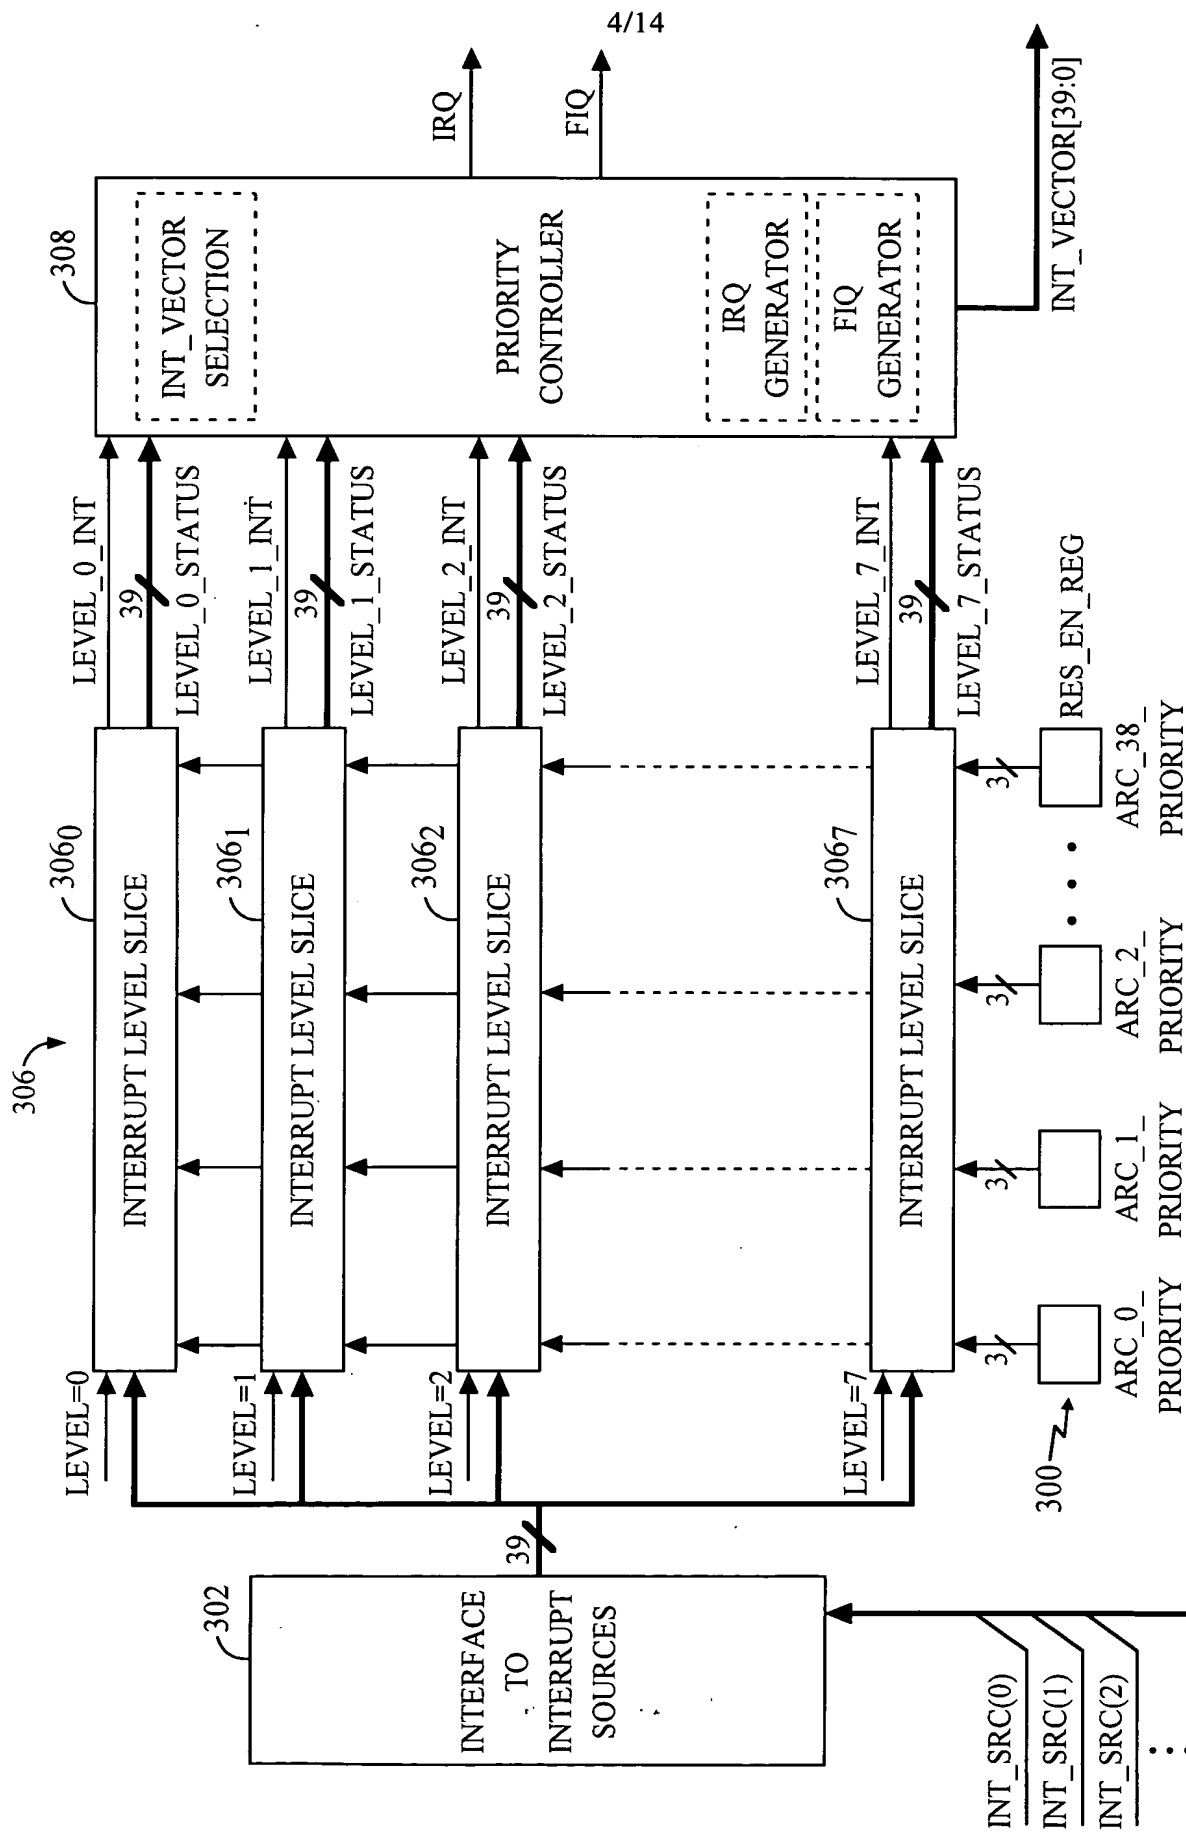 4/14
306
302
INTERFACE
TO
INTERRUPT
SOURCES
39
INT_SRC(0)
INT_SRC(1)
INT_SRC(2)
LEVEL=0
INTERRUPT LEVEL SLICE
306₀
LEVEL_0_INT
39
LEVEL_0_STATUS
LEVEL=1
INTERRUPT LEVEL SLICE
306₁
LEVEL_1_INT
39
LEVEL_1_STATUS
LEVEL=2
INTERRUPT LEVEL SLICE
306₂
LEVEL_2_INT
39
LEVEL_2_STATUS
LEVEL=7
INTERRUPT LEVEL SLICE
306₇
LEVEL_7_INT
39
LEVEL_7_STATUS
3
3
3
3
300
RES_EN_REG
ARC_0_
PRIORITY
ARC_1_
PRIORITY
ARC_2_
PRIORITY
ARC_38_
PRIORITY
308
INT_VECTOR
SELECTION
PRIORITY
CONTROLLER
IRQ
GENERATOR
FIQ
GENERATOR
IRQ
FIQ
INT_VECTOR[39:0]